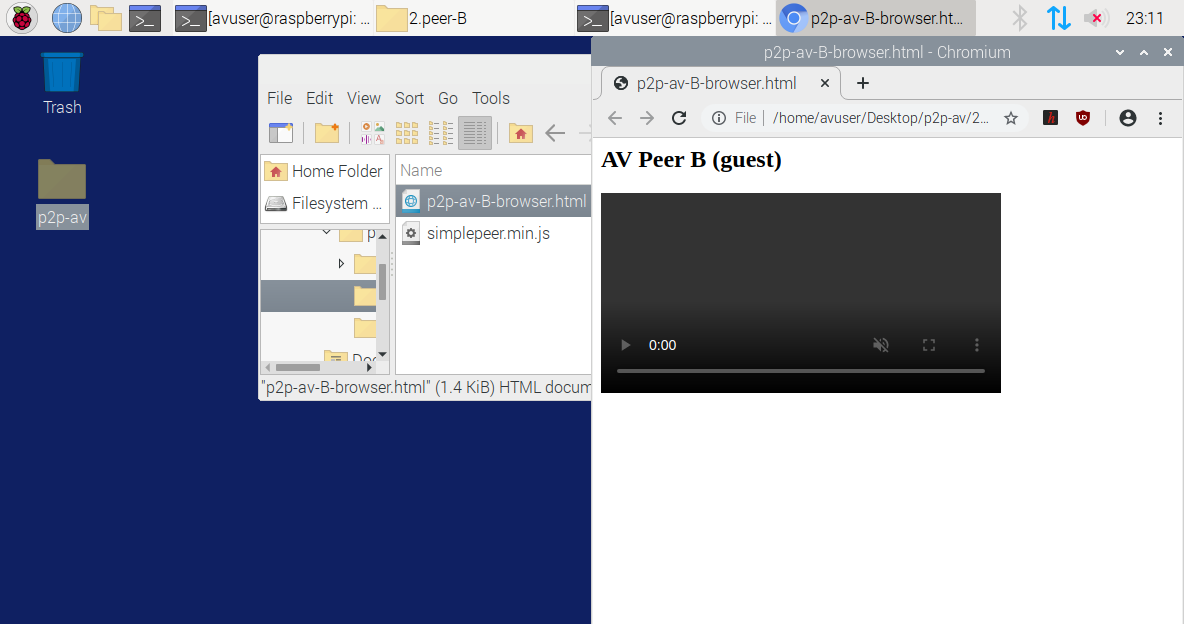 [avuser@raspberrypi: ...
2.peer-B
[avuser@raspberrypi: ...
p2p-av-B-browser.ht...
23:11
Trash
p2p-av
File Edit View Sort Go Tools
Home Folder
Filesystem ...
p
Doc
Name
p2p-av-B-browser.html
simplepeer.min.js
"p2p-av-B-browser.html" (1.4 KiB) HTML docum
p2p-av-B-browser.html - Chromium
p2p-av-B-browser.html
File /home/avuser/Desktop/p2p-av/2...
AV Peer B (guest)
0:00